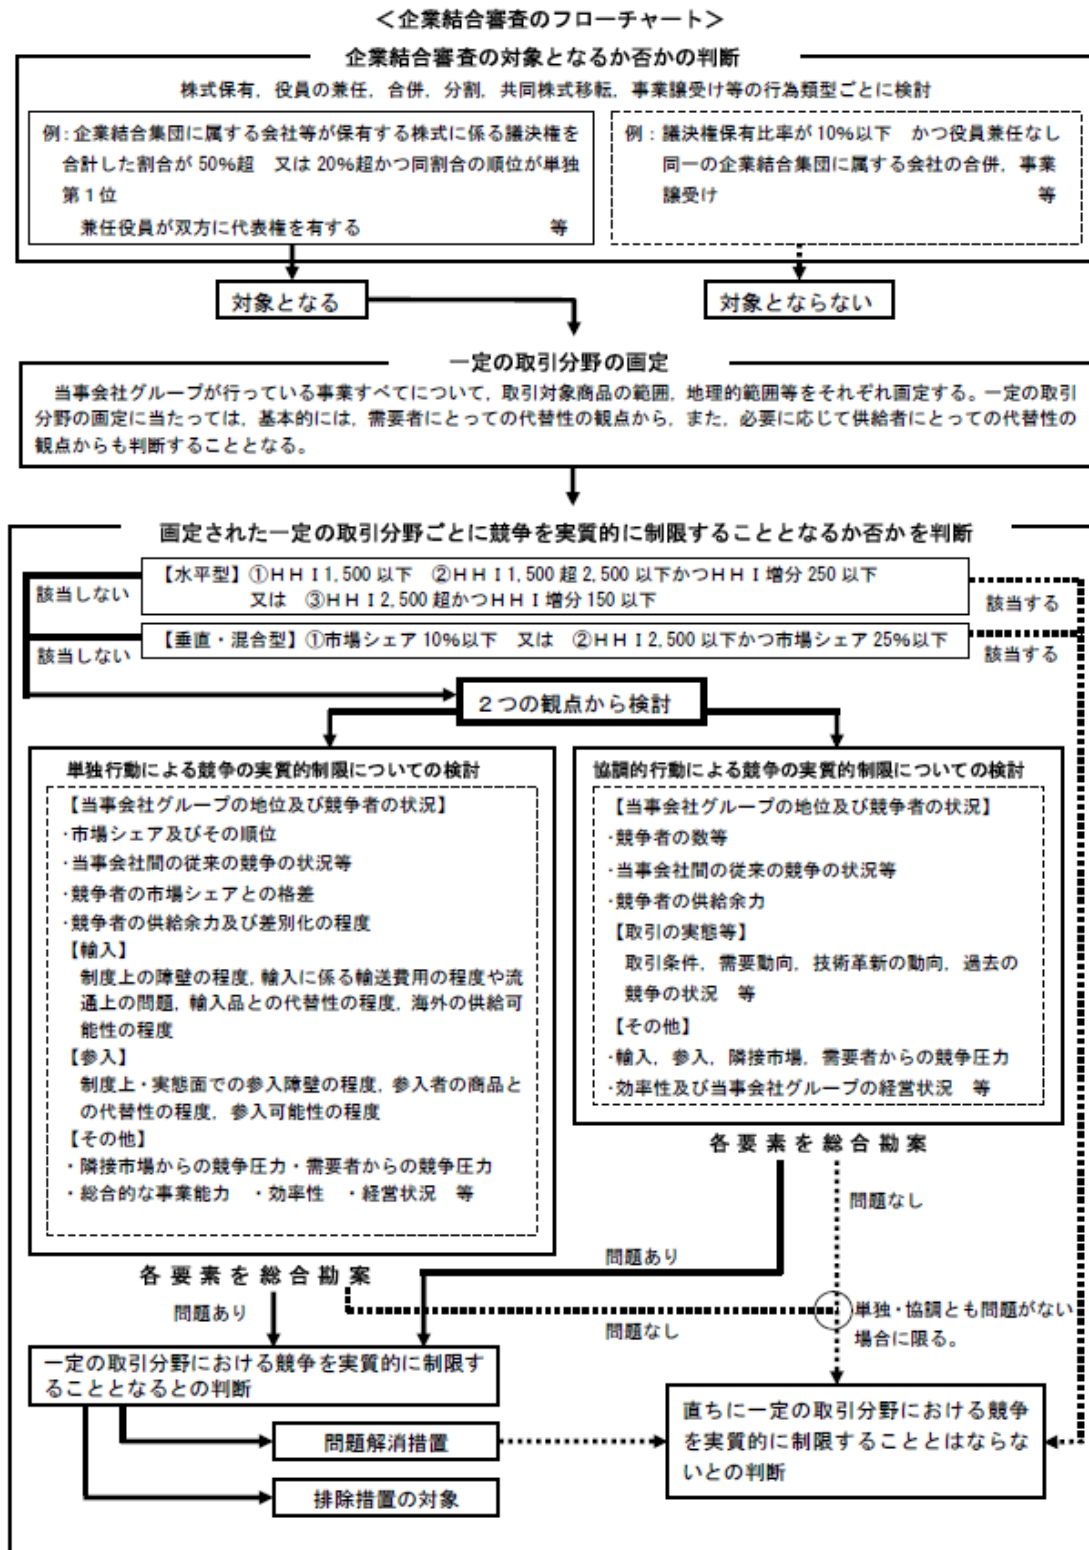 ＜企業結合審査のフローチャート＞
企業結合審査の対象となるか否かの判断
株式保有，役員の兼任，合併，分割，共同株式移転，事業譲受け等の行為類型ごとに検討
例：企業結合集団に属する会社等が保有する株式に係る議決権を
合計した割合が50％超　又は20％超かつ同割合の順位が単独
第１位
兼任役員が双方に代表権を有する　等
例：議決権保有比率が10％以下　かつ役員兼任なし
同一の企業結合集団に属する会社の合併，事業
譲受け　等
対象となる
対象とならない
一定の取引分野の画定
当事会社グループが行っている事業すべてについて，取引対象商品の範囲，地理的範囲等をそれぞれ画定する。一定の取引
分野の画定に当たっては，基本的には，需要者にとっての代替性の観点から，また，必要に応じて供給者にとっての代替性の
観点からも判断することとなる。
画定された一定の取引分野ごとに競争を実質的に制限することとなるか否かを判断
【水平型】①ＨＨＩ1,500以下　②ＨＨＩ1,500超2,500以下かつＨＨＩ増分250以下
又は　③ＨＨＩ2,500超かつＨＨＩ増分150以下
該当しない
該当する
【垂直・混合型】①市場シェア10％以下　又は　②ＨＨＩ2,500以下かつ市場シェア25％以下
該当しない
該当する
２つの観点から検討
単独行動による競争の実質的制限についての検討
【当事会社グループの地位及び競争者の状況】
・市場シェア及びその順位
・当事会社間の従来の競争の状況等
・競争者の市場シェアとの格差
・競争者の供給余力及び差別化の程度
【輸入】
制度上の障壁の程度，輸入に係る輸送費用の程度や流
通上の問題，輸入品との代替性の程度，海外の供給可
能性の程度
【参入】
制度上・実態面での参入障壁の程度，参入者の商品と
の代替性の程度，参入可能性の程度
【その他】
・隣接市場からの競争圧力・需要者からの競争圧力
・総合的な事業能力　・効率性　・経営状況　等
各要素を総合勘案
協調的行動による競争の実質的制限についての検討
【当事会社グループの地位及び競争者の状況】
・競争者の数等
・当事会社間の従来の競争の状況等
・競争者の供給余力
【取引の実態等】
取引条件，需要動向，技術革新の動向，過去の
競争の状況　等
【その他】
・輸入，参入，隣接市場，需要者からの競争圧力
・効率性及び当事会社グループの経営状況　等
各要素を総合勘案
問題なし
問題あり
問題あり
問題なし
単独・協調とも問題がない
場合に限る。
一定の取引分野における競争を実質的に制限す
ることとなるとの判断
問題解消措置
排除措置の対象
直ちに一定の取引分野における競争
を実質的に制限することとはならな
いとの判断